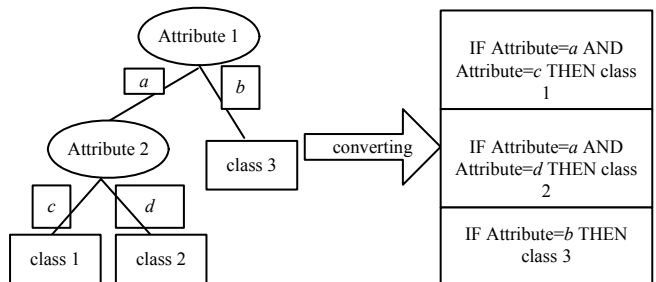 Attribute 1
a
b
Attribute 2
class 3
c
d
class 1
class 2
converting
IF Attribute=a AND
Attribute=c THEN class
1
IF Attribute=a AND
Attribute=d THEN class
2
IF Attribute=b THEN
class 3